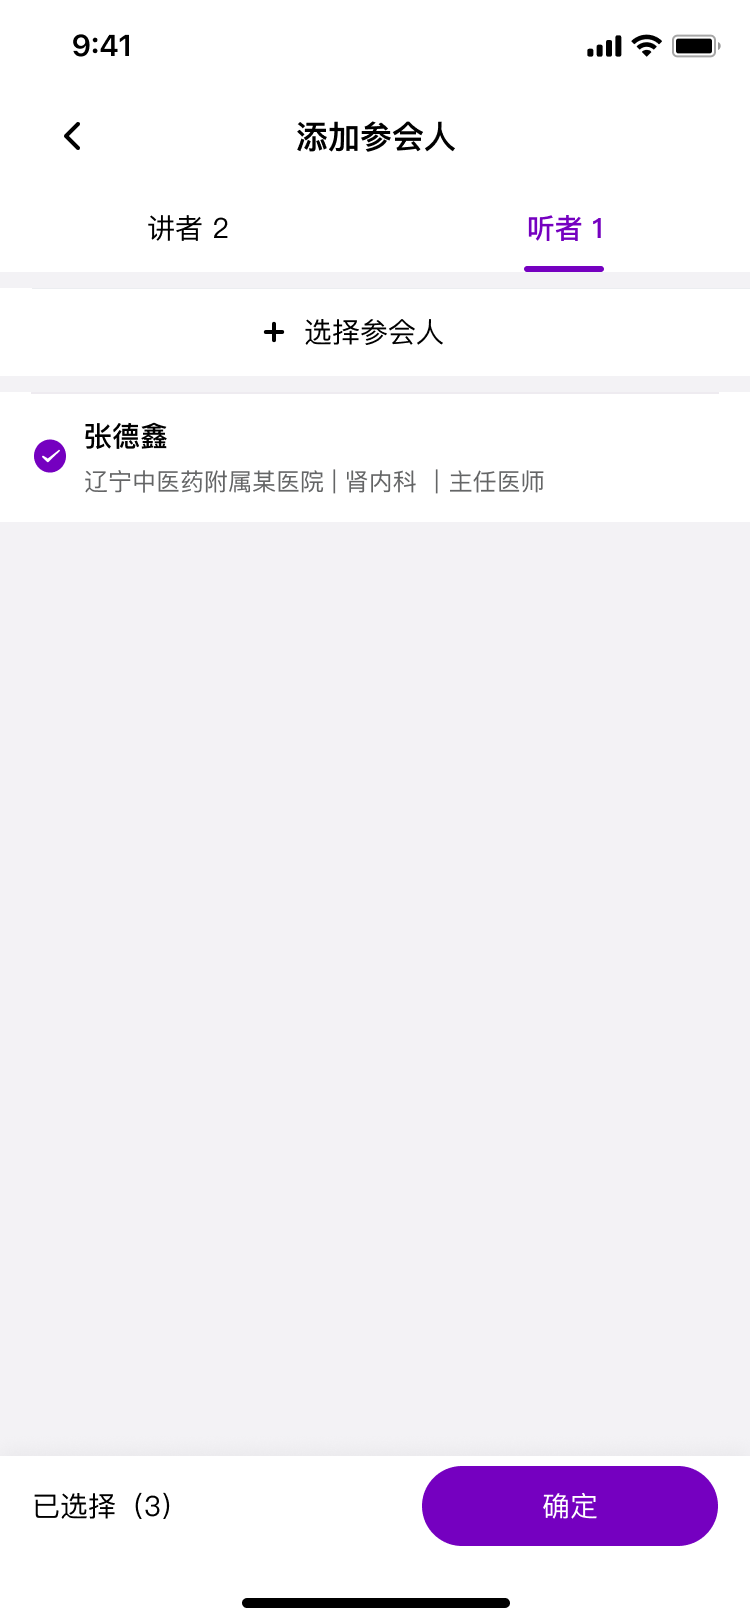 9:41
添加参会人
讲者 2
听者 1
+ 选择参会人
张德鑫
辽宁中医药附属某医院 | 肾内科 | 主任医师
已选择（3）
确定